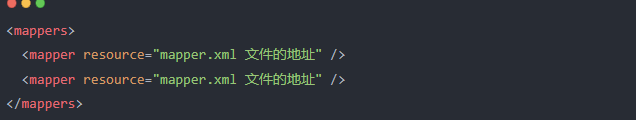 <mappers>
  <mapper resource="mapper.xml 文件的地址" />
  <mapper resource="mapper.xml 文件的地址" />
</mappers>